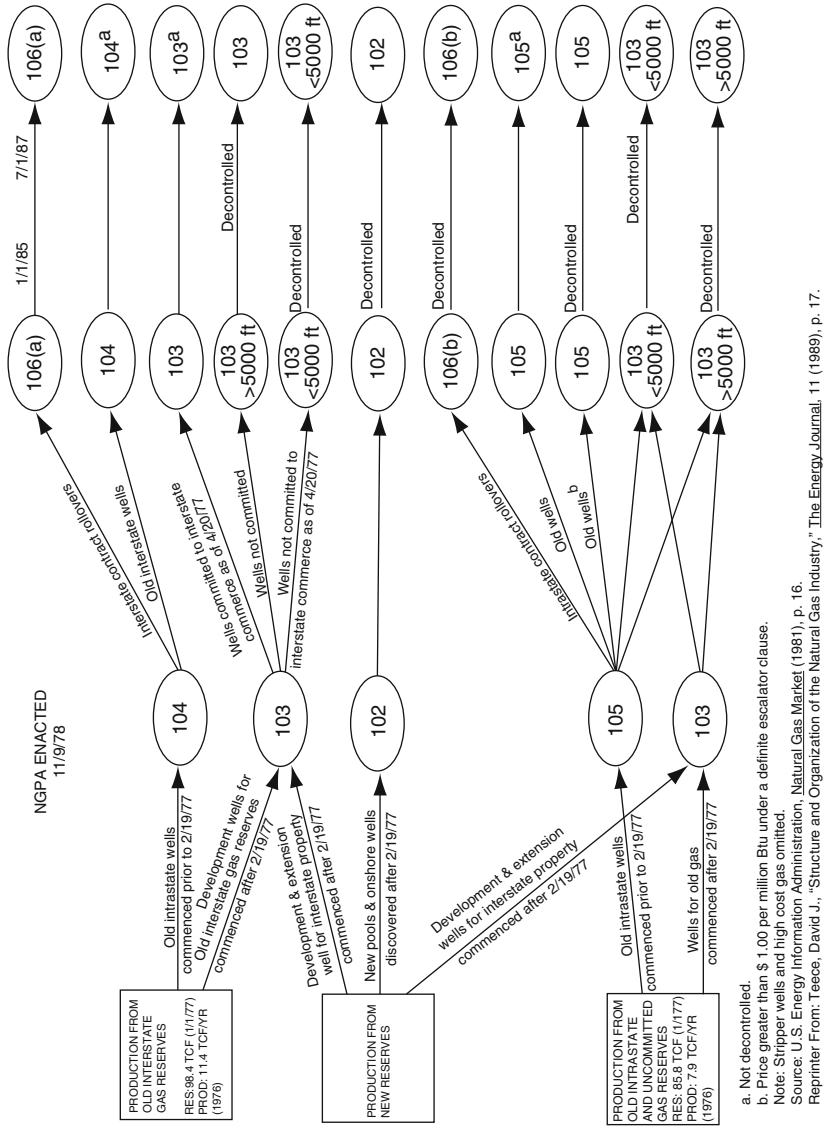 NGPA ENACTED
11/9/78
1/1/85
7/1/87
PRODUCTION FROM
OLD INTERSTATE
GAS RESERVES
RES:98.4 TCF (1/1/77)
PROD: 11.4 TCF/YR
(1976)
Old intrastate wells
commenced prior to 2/19/77
Development wells for
Old interstate gas reserves
commenced after 2/19/77
PRODUCTION FROM
NEW RESERVES
Development & extension
well for interstate property
commenced after 2/19/77
New pools & onshore wells
discovered after 2/19/77
Development & extension
wells for interstate property
commenced after 2/19/77
PRODUCTION FROM
OLD INTRASTATE
AND UNCOMMITTED
GAS RESERVES
RES: 85.8 TCF (1/177)
PROD: 7.9 TCF/YR
(1976)
Old intrastate wells
commenced prior to 2/19/77
Wells for old gas
commenced after 2/19/77
104
103
102
105
103
Interstate contract rollovers
Old interstate wells
Wells committed to interstate
commerce as of 4/20/77
Wells not committed
Wells not committed to
interstate commerce as of 4/20/77
Intrastate contract rollovers
Old wells
Old wells b
106(a)
104
103
103
>5000 ft
103
<5000 ft
102
106(b)
105
105
103
<5000 ft
103
>5000 ft
Decontrolled
Decontrolled
Decontrolled
Decontrolled
Decontrolled
Decontrolled
Decontrolled
106(a)
104a
103a
103
103
<5000 ft
102
106(b)
105a
105
103
<5000 ft
103
>5000 ft
a. Not decontrolled.
b. Price greater than $ 1.00 per million Btu under a definite escalator clause.
Note: Stripper wells and high cost gas omitted.
Source: U.S. Energy Information Administration, Natural Gas Market (1981), p. 16.
Reprinter From: Teece, David J., "Structure and Organization of the Natural Gas Industry," The Energy Journal, 11 (1989), p. 17.